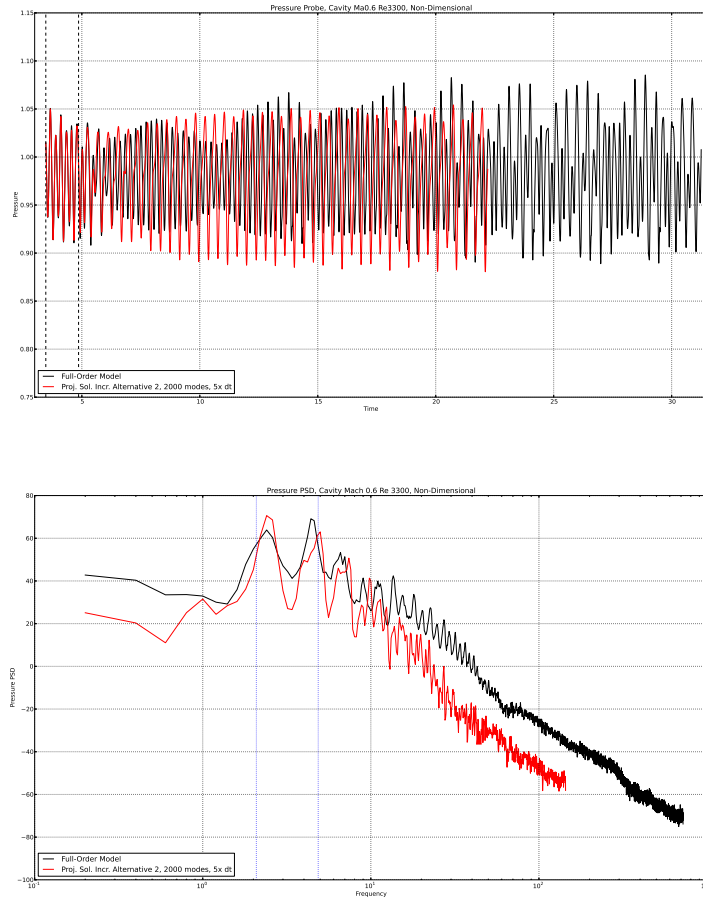 Pressure Probe, Cavity Ma0.6 Re3300, Non-Dimensional
1.15
1.10
1.05
1.00
0.95
0.90
0.85
0.80
0.75
Pressure
Full-Order Model
Proj. Sol. Incr. Alternative 2, 2000 modes, 5x dt
5 10 15 20 25 30
Time
Pressure PSD, Cavity Mach 0.6 Re 3300, Non-Dimensional
80
60
40
20
0
−20
−40
−60
−80
−100
Pressure PSD
Full-Order Model
Proj. Sol. Incr. Alternative 2, 2000 modes, 5x dt
10⁻¹ 10⁰ 10¹ 10²
Frequency